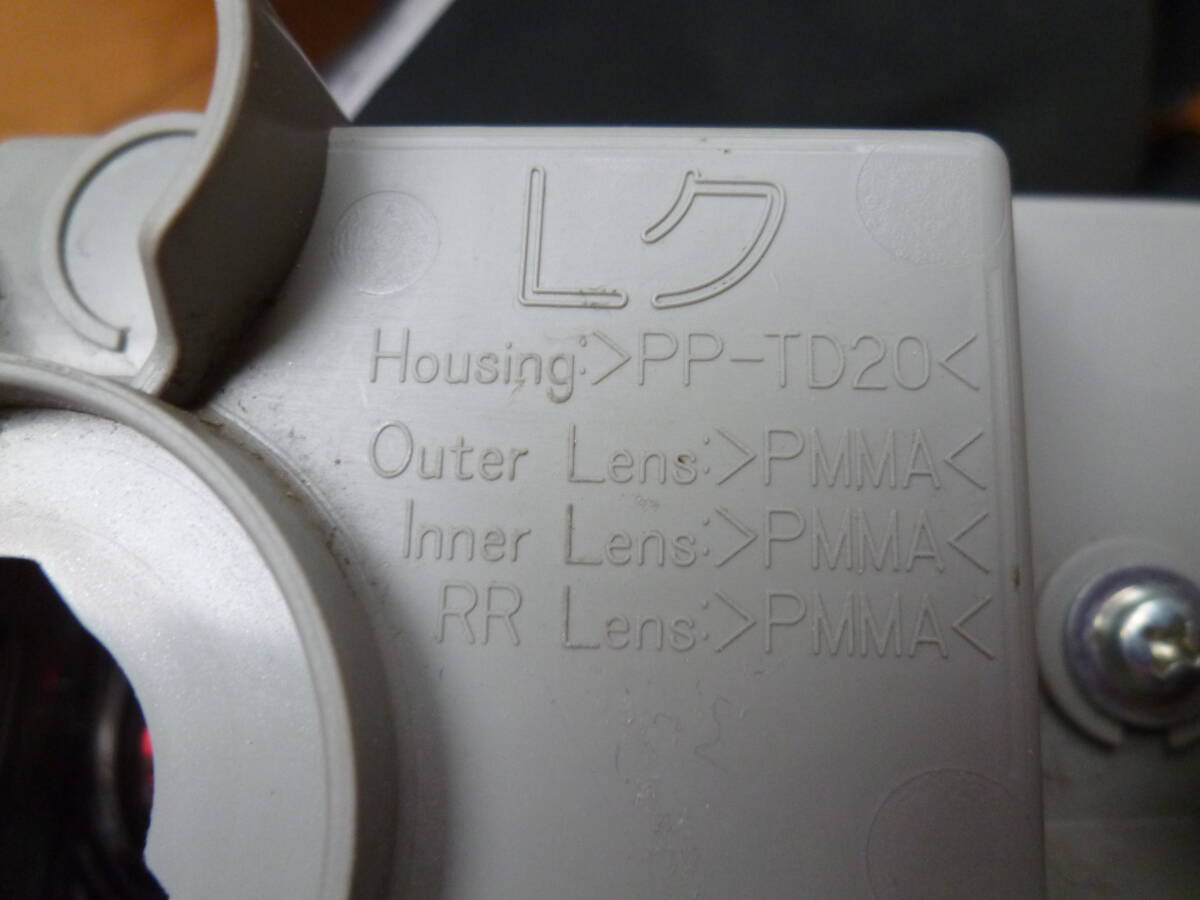 Lク
Housing:>PP-TD20<
Outer Lens:>PMMA<
Inner Lens:>PMMA<
RR Lens:>PMMA<